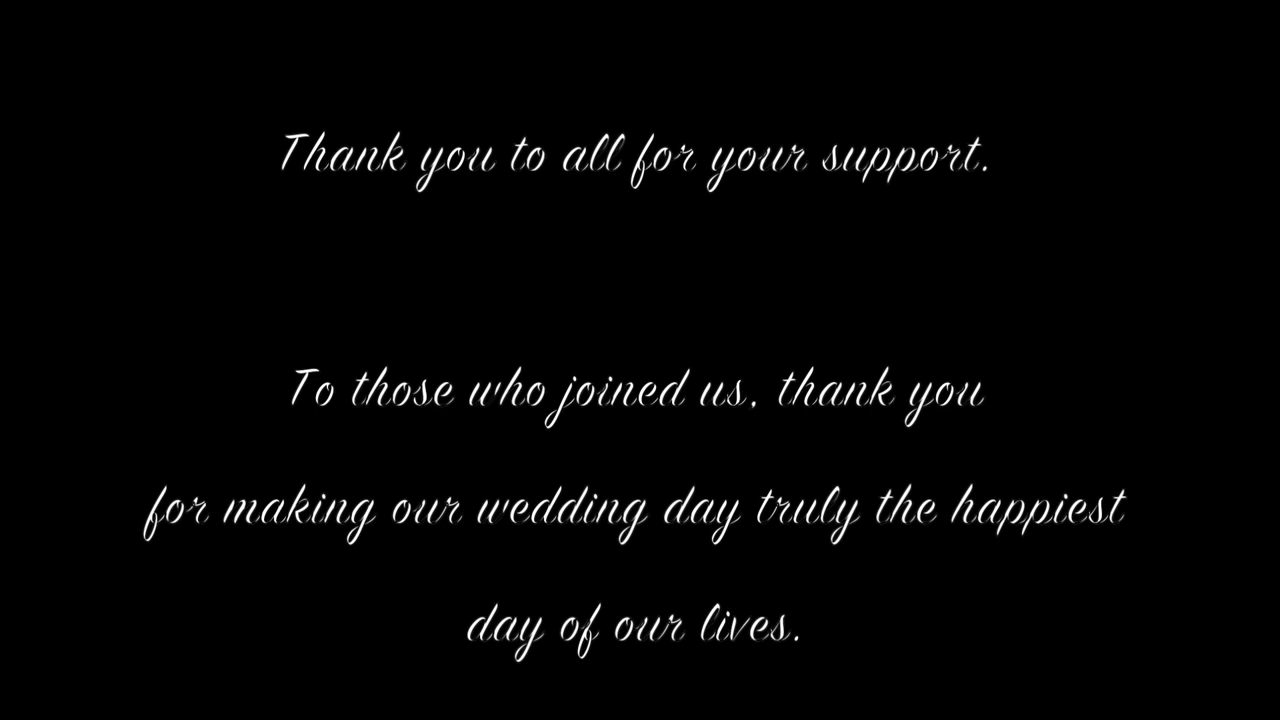 Thank you to all for your support.
To those who joined us, thank you
for making our wedding day truly the happiest
day of our lives.